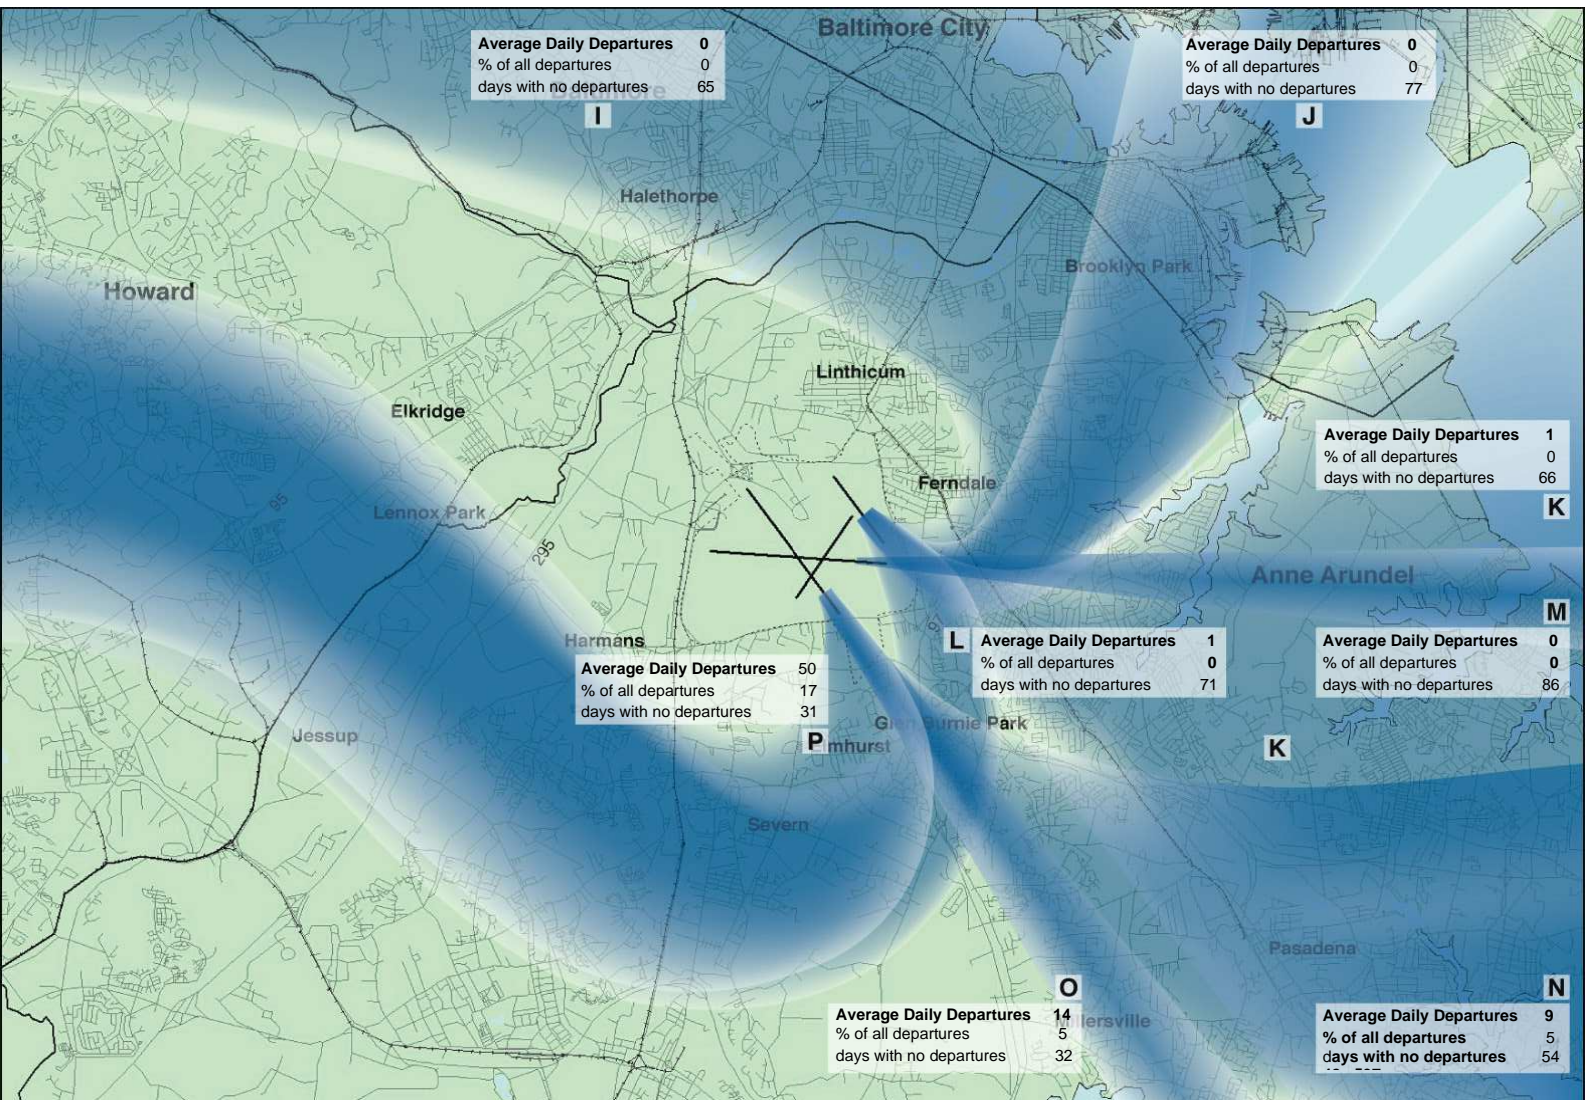 Baltimore City
Average Daily Departures 0
% of all departures 0
days with no departures 65
Baltimore
I
Average Daily Departures 0
% of all departures 0
days with no departures 77
J
Halethorpe
Brooklyn Park
Howard
Linthicum
Elkridge
Average Daily Departures 1
% of all departures 0
days with no departures 66
K
Ferndale
95
Lennox Park
295
Anne Arundel
M
Harmans
L
Average Daily Departures 1
% of all departures 0
days with no departures 71
Average Daily Departures 0
% of all departures 0
days with no departures 86
Average Daily Departures 50
% of all departures 17
days with no departures 31
Glen Burnie Park
Jessup
P
Elmhurst
K
Severn
Pasadena
O
N
Average Daily Departures 14
% of all departures 5
days with no departures 32
Millersville
Average Daily Departures 9
% of all departures 5
days with no departures 54